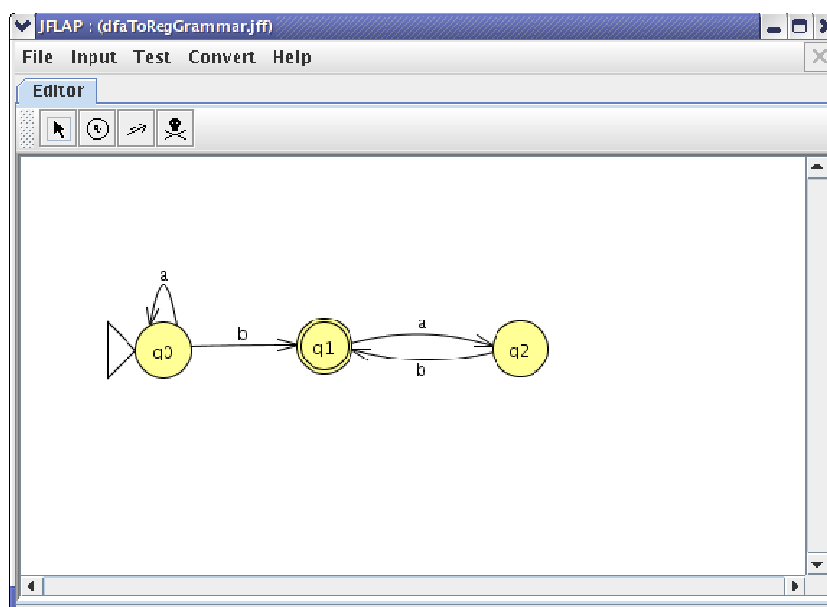 JFLAP : (dfaToRegGrammar.jff)
File Input Test Convert Help
Editor
a
b
a
q0
q1
q2
b